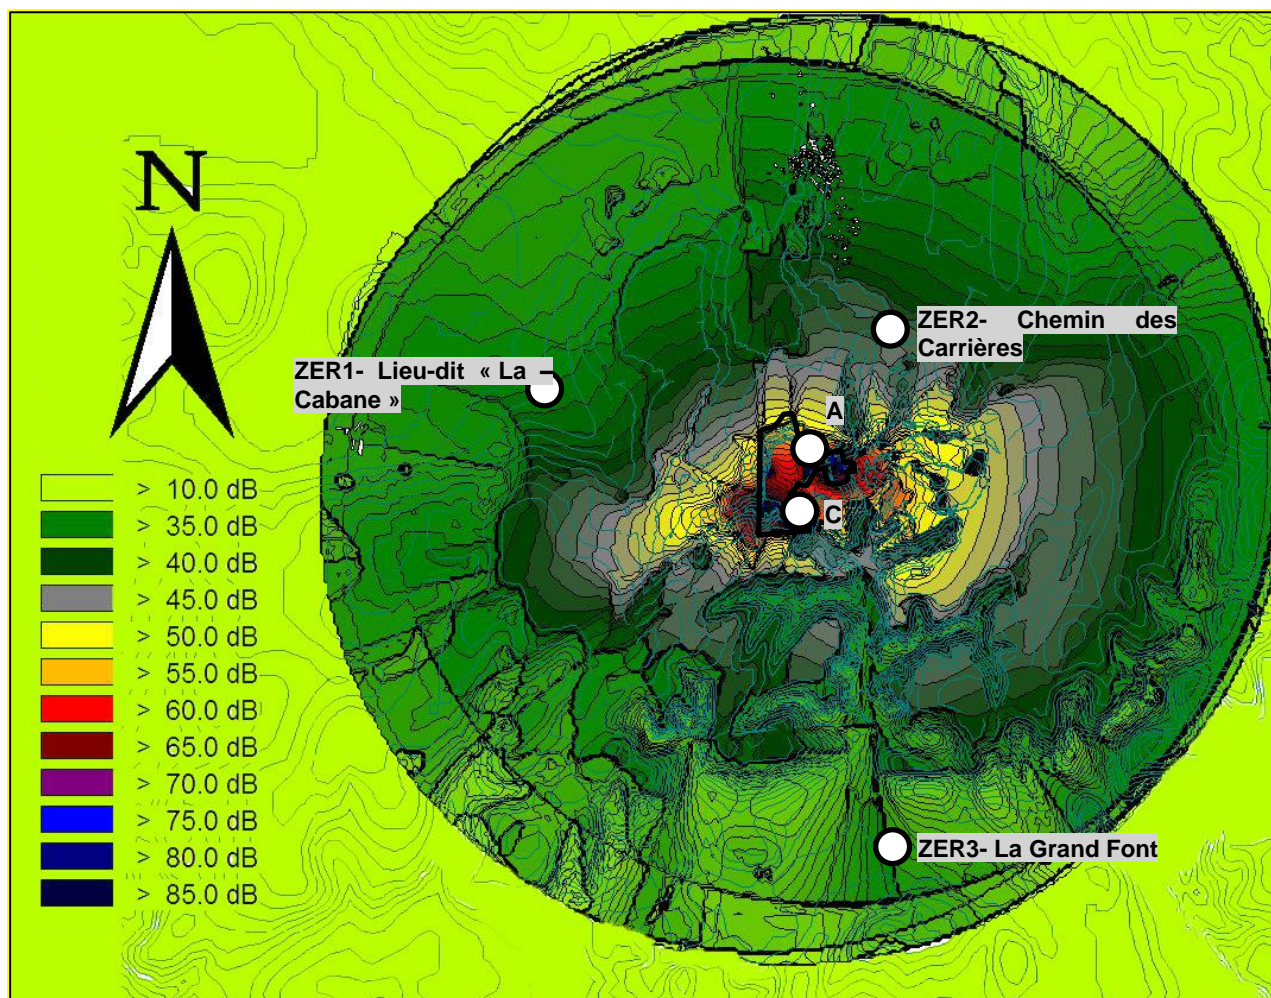 N
ZER2- Chemin des
Carrières
ZER1- Lieu-dit « La –
Cabane »
A
C
> 10.0 dB
> 35.0 dB
> 40.0 dB
> 45.0 dB
> 50.0 dB
> 55.0 dB
> 60.0 dB
> 65.0 dB
> 70.0 dB
> 75.0 dB
> 80.0 dB
> 85.0 dB
ZER3- La Grand Font